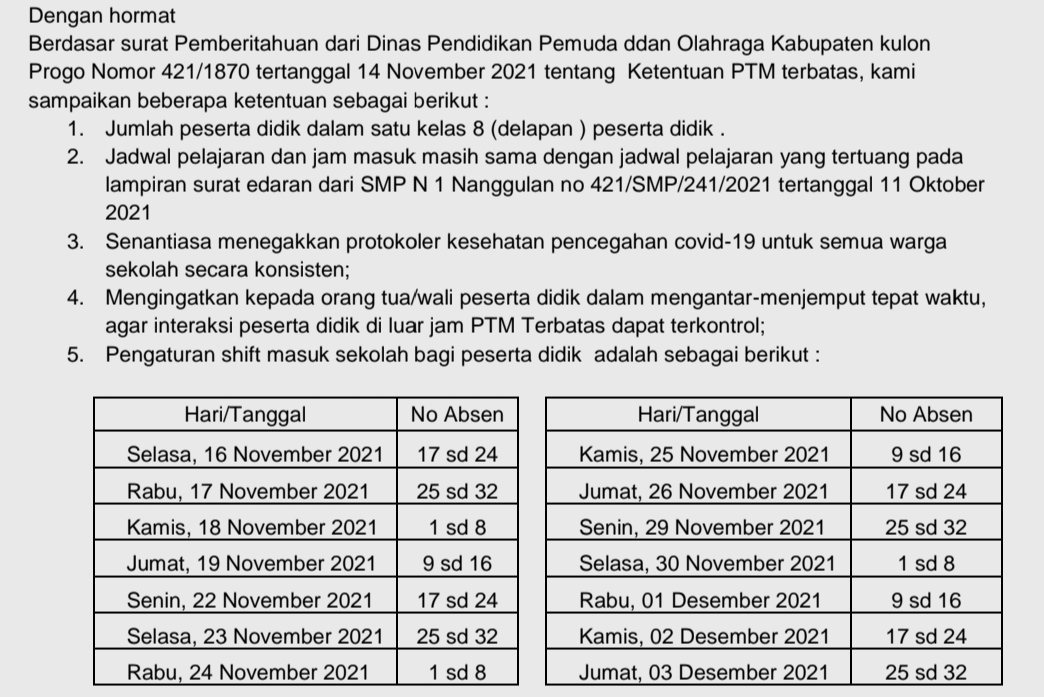 Dengan hormat
Berdasar surat Pemberitahuan dari Dinas Pendidikan Pemuda ddan Olahraga Kabupaten kulon
Progo Nomor 421/1870 tertanggal 14 November 2021 tentang Ketentuan PTM terbatas, kami
sampaikan beberapa ketentuan sebagai berikut :
1. Jumlah peserta didik dalam satu kelas 8 (delapan ) peserta didik .
2. Jadwal pelajaran dan jam masuk masih sama dengan jadwal pelajaran yang tertuang pada
lampiran surat edaran dari SMP N 1 Nanggulan no 421/SMP/241/2021 tertanggal 11 Oktober
2021
3. Senantiasa menegakkan protokoler kesehatan pencegahan covid-19 untuk semua warga
sekolah secara konsisten;
4. Mengingatkan kepada orang tua/wali peserta didik dalam mengantar-menjemput tepat waktu,
agar interaksi peserta didik di luar jam PTM Terbatas dapat terkontrol;
5. Pengaturan shift masuk sekolah bagi peserta didik adalah sebagai berikut :
Hari/Tanggal No Absen
Selasa, 16 November 2021 17 sd 24
Rabu, 17 November 2021 25 sd 32
Kamis, 18 November 2021 1 sd 8
Jumat, 19 November 2021 9 sd 16
Senin, 22 November 2021 17 sd 24
Selasa, 23 November 2021 25 sd 32
Rabu, 24 November 2021 1 sd 8
Hari/Tanggal No Absen
Kamis, 25 November 2021 9 sd 16
Jumat, 26 November 2021 17 sd 24
Senin, 29 November 2021 25 sd 32
Selasa, 30 November 2021 1 sd 8
Rabu, 01 Desember 2021 9 sd 16
Kamis, 02 Desember 2021 17 sd 24
Jumat, 03 Desember 2021 25 sd 32